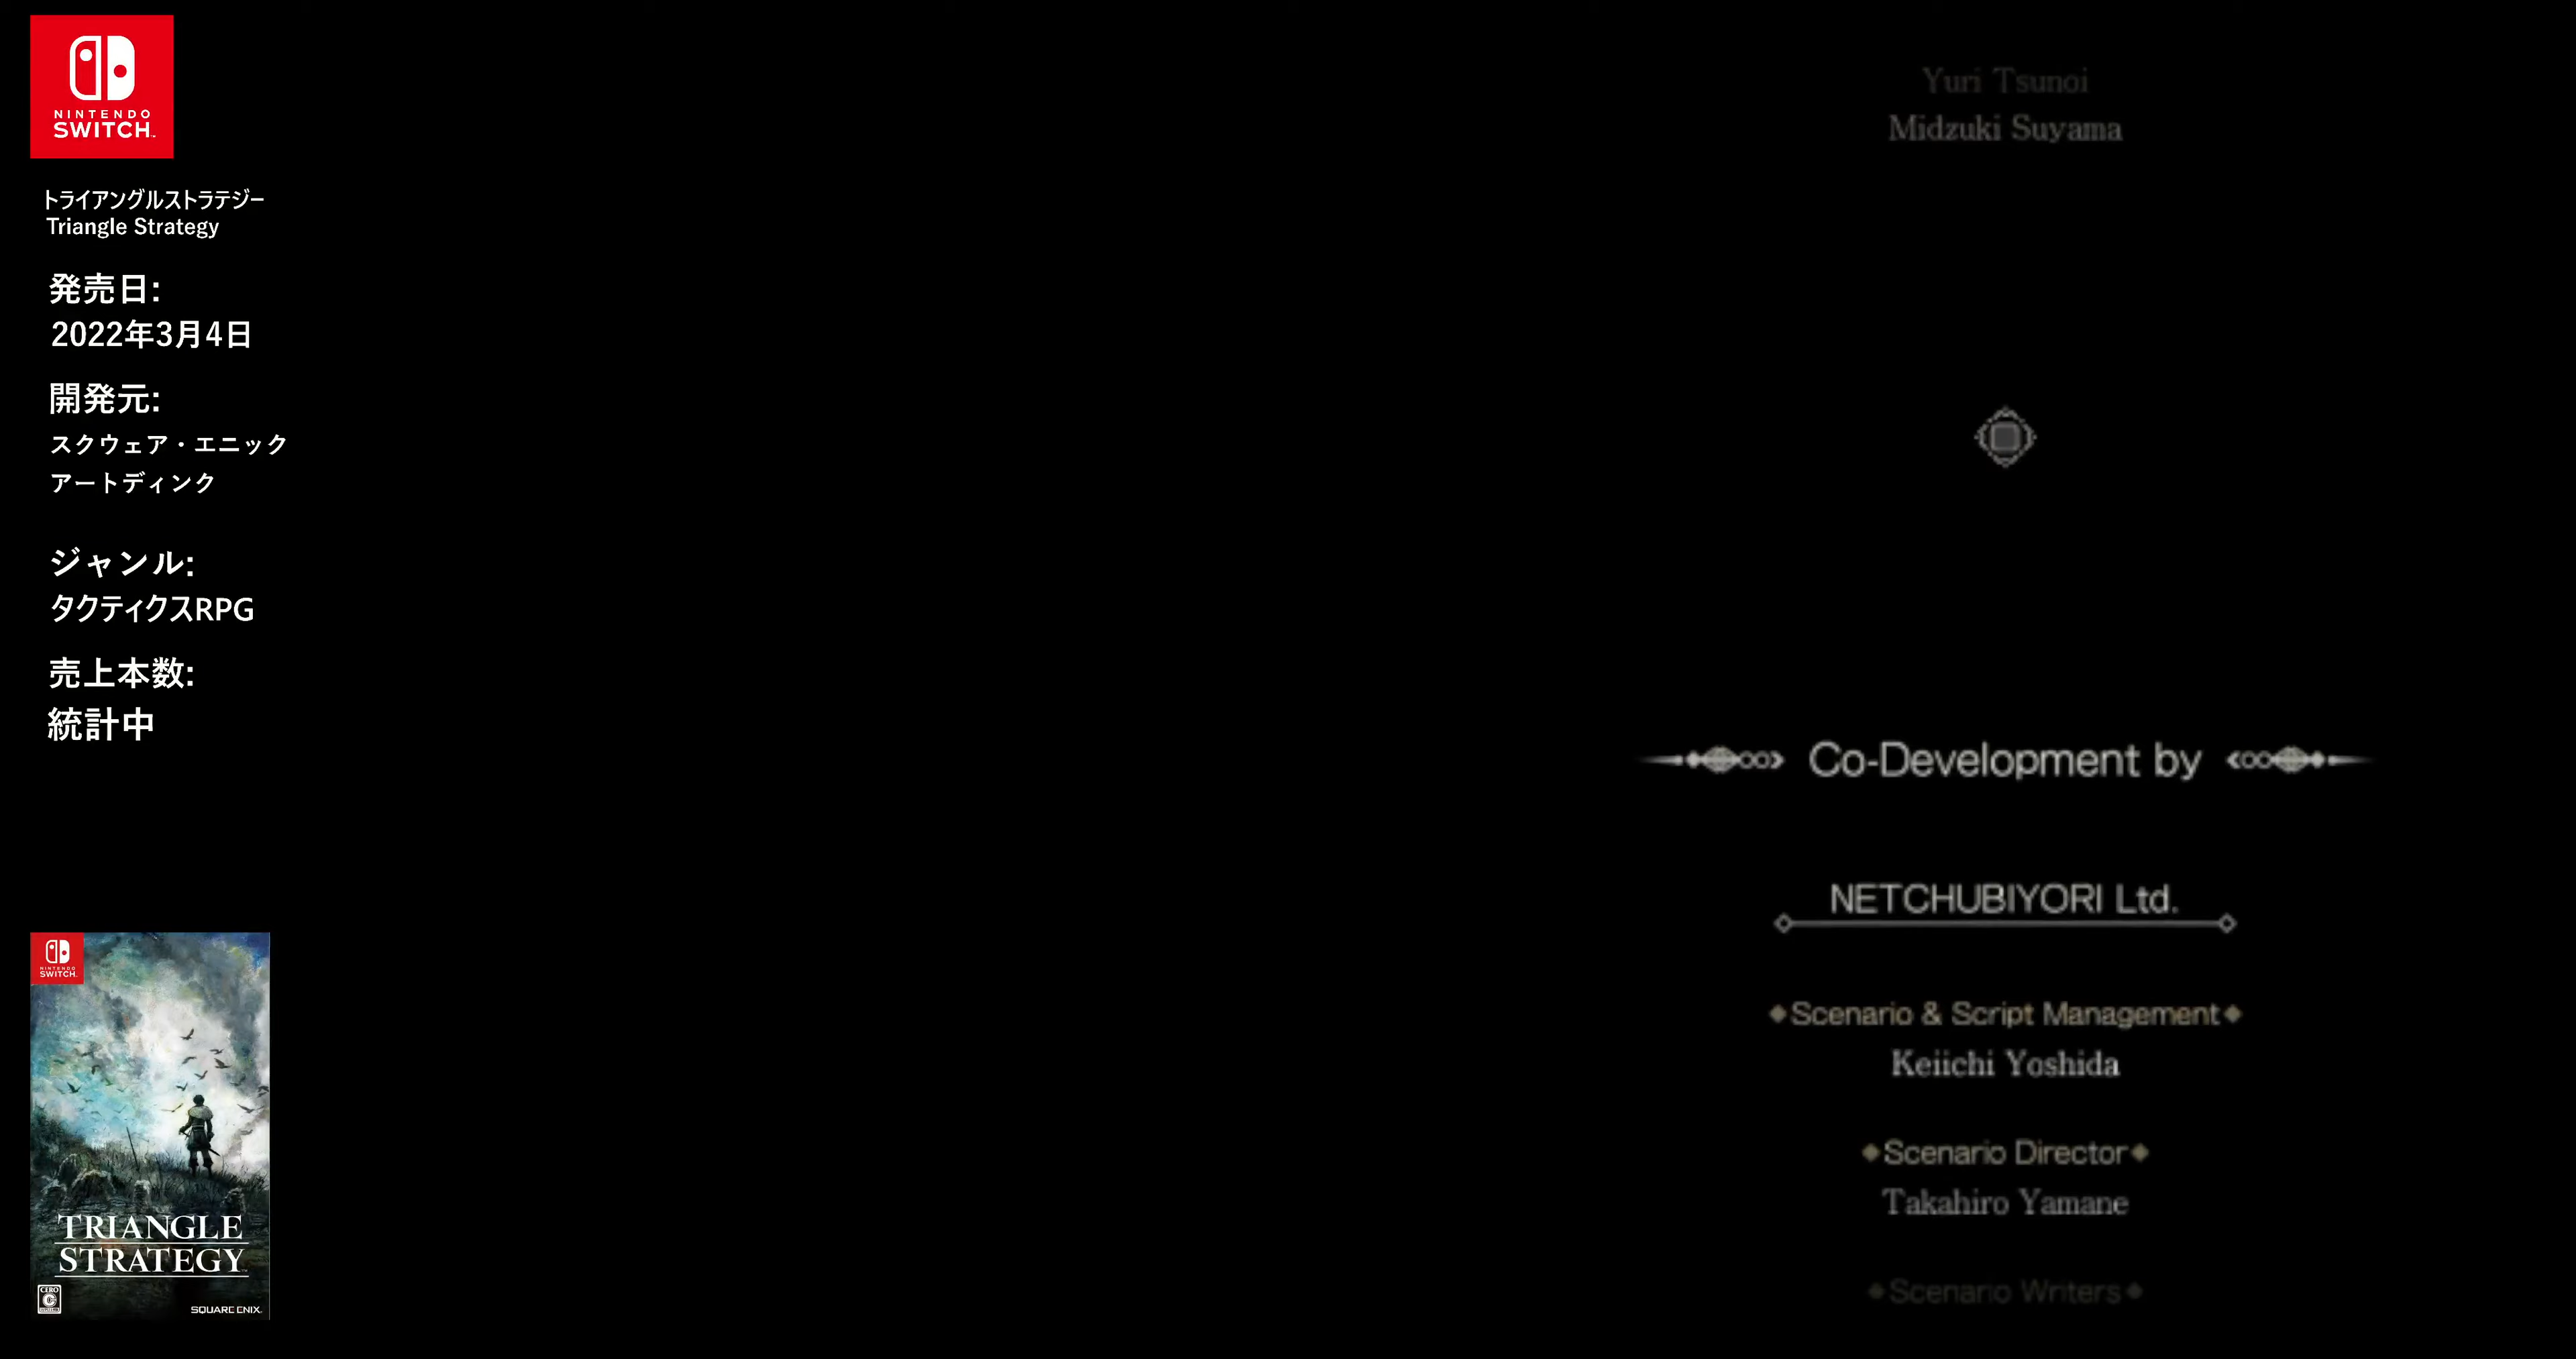 NINTENDO
SWITCH™
トライアングルストラテジー
Triangle Strategy
発売日:
2022年3月4日
開発元:
スクウェア・エニック
アートディンク
ジャンル:
タクティクスRPG
売上本数:
統計中
NINTENDO
SWITCH
TRIANGLE
STRATEGY
CERO
C
SQUARE ENIX
Yuri Tsunoi
Midzuki Suyama
Co-Development by
NETCHUBIYORI Ltd.
◆Scenario & Script Management◆
Keiichi Yoshida
◆Scenario Director◆
Takahiro Yamane
◆Scenario Writers◆